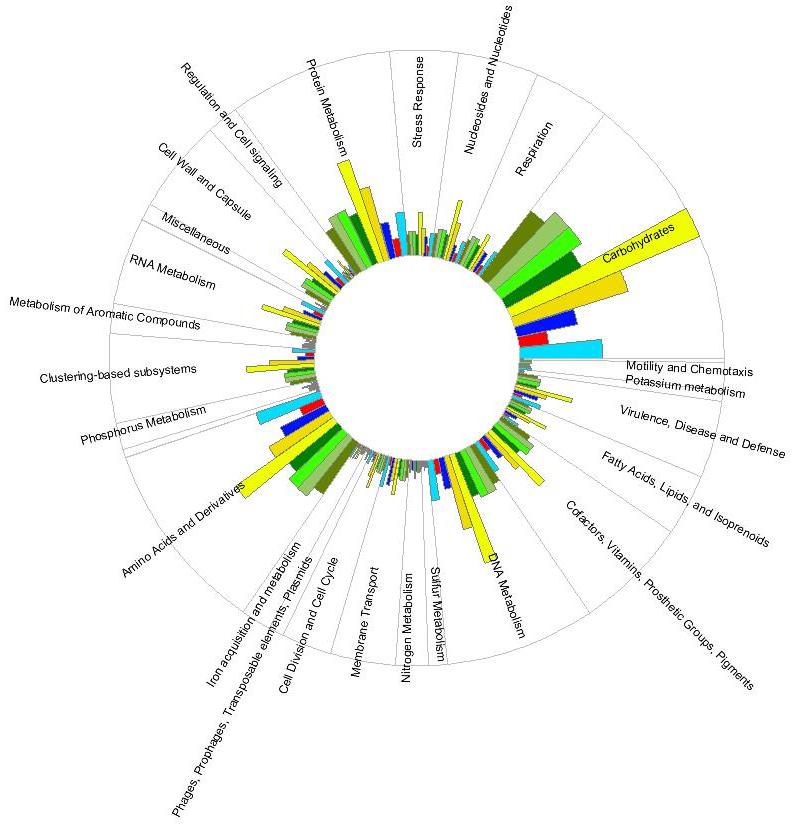 Nucleosides and Nucleotides
Stress Response
Protein Metabolism
Regulation and Cell signaling
Respiration
Cell Wall and Capsule
Miscellaneous
Carbohydrates
RNA Metabolism
Metabolism of Aromatic Compounds
Motility and Chemotaxis
Clustering-based subsystems
Potassium metabolism
Phosphorus Metabolism
Virulence, Disease and Defense
Fatty Acids, Lipids, and Isoprenoids
Amino Acids and Derivatives
Cofactors, Vitamins, Prosthetic Groups, Pigments
DNA Metabolism
Iron acquisition and metabolism
Phages, Prophages, Transposable elements, Plasmids
Cell Division and Cell Cycle
Membrane Transport
Nitrogen Metabolism
Sulfur Metabolism